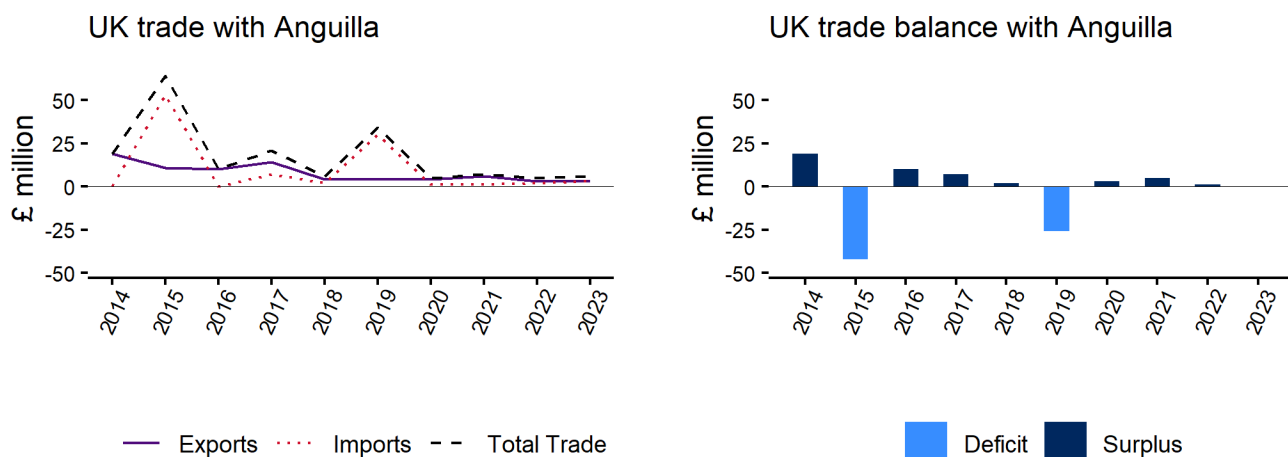 UK trade with Anguilla
£ million
50
25
0
-25
-50
2014 2015 2016 2017 2018 2019 2020 2021 2022 2023
Exports Imports Total Trade
UK trade balance with Anguilla
£ million
50
25
0
-25
-50
2014 2015 2016 2017 2018 2019 2020 2021 2022 2023
Deficit Surplus